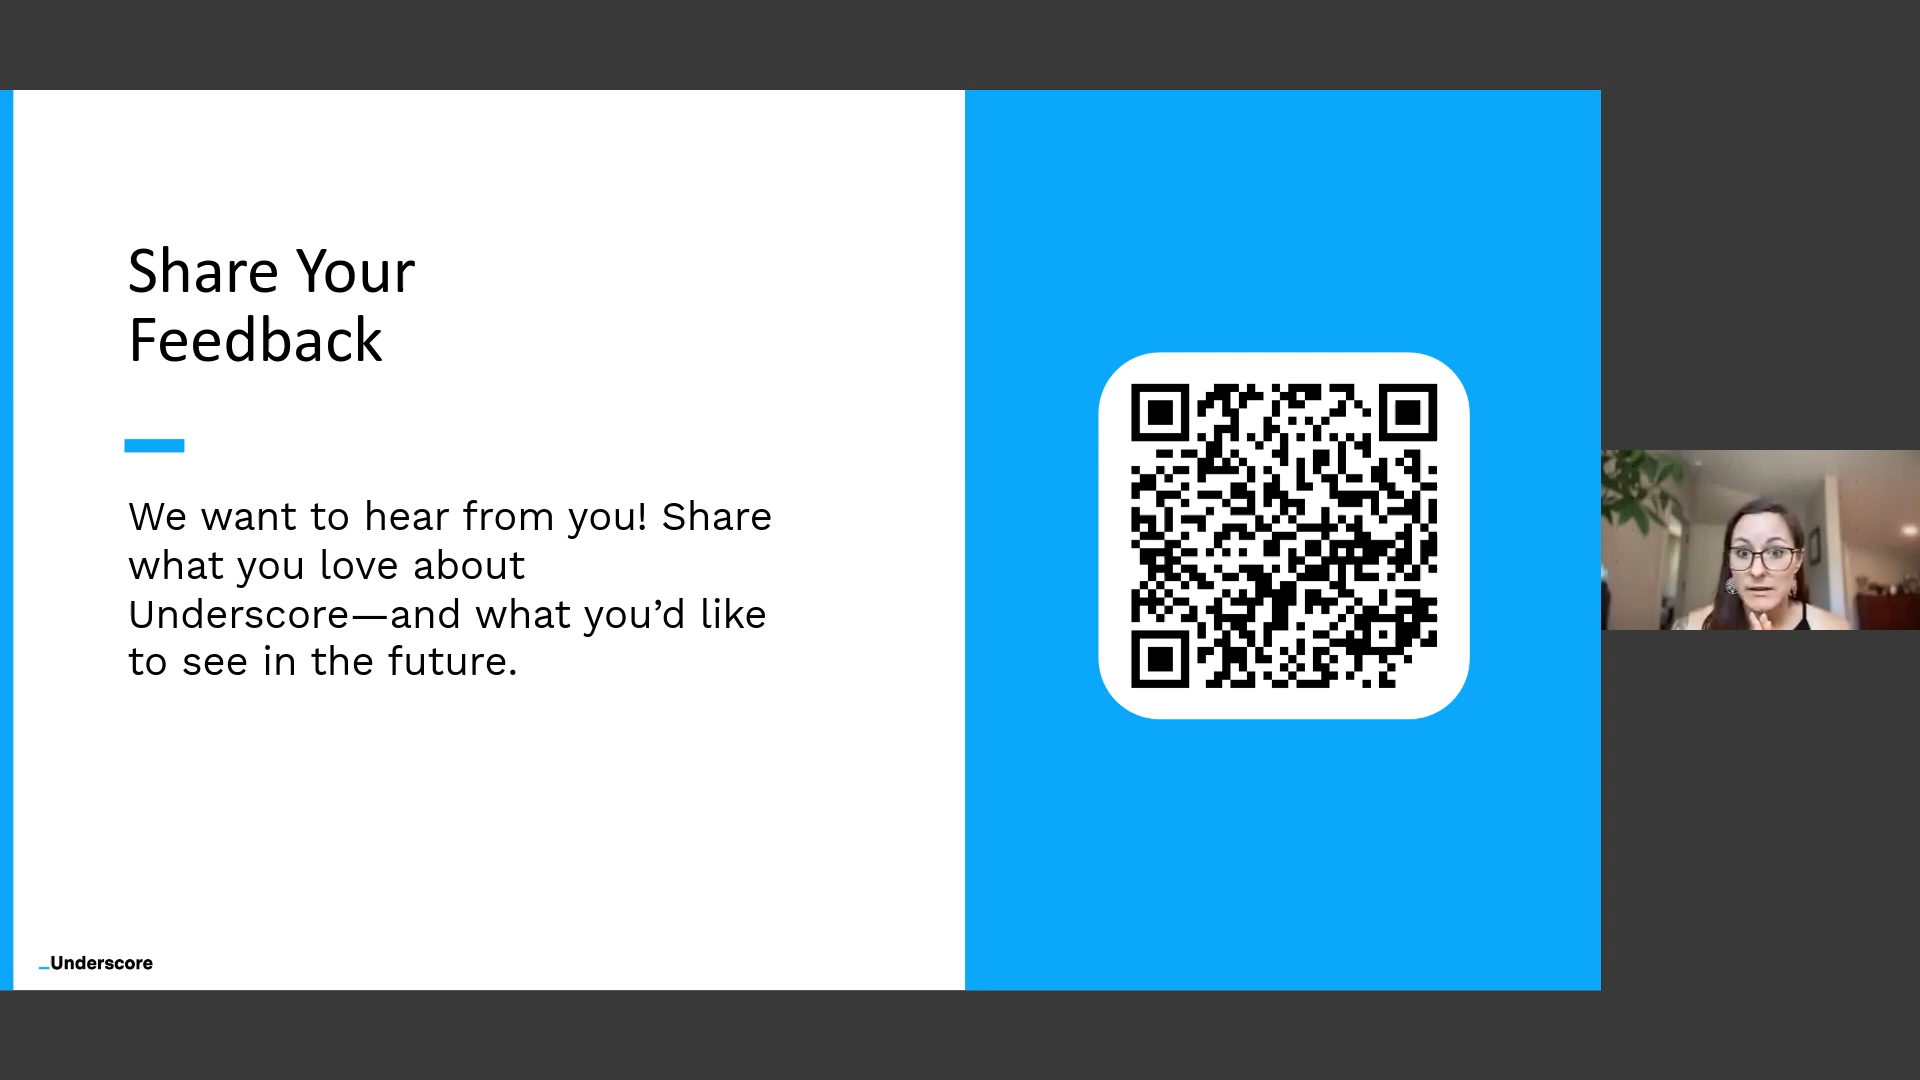 Share Your
Feedback
We want to hear from you! Share
what you love about
Underscore—and what you’d like
to see in the future.
_Underscore